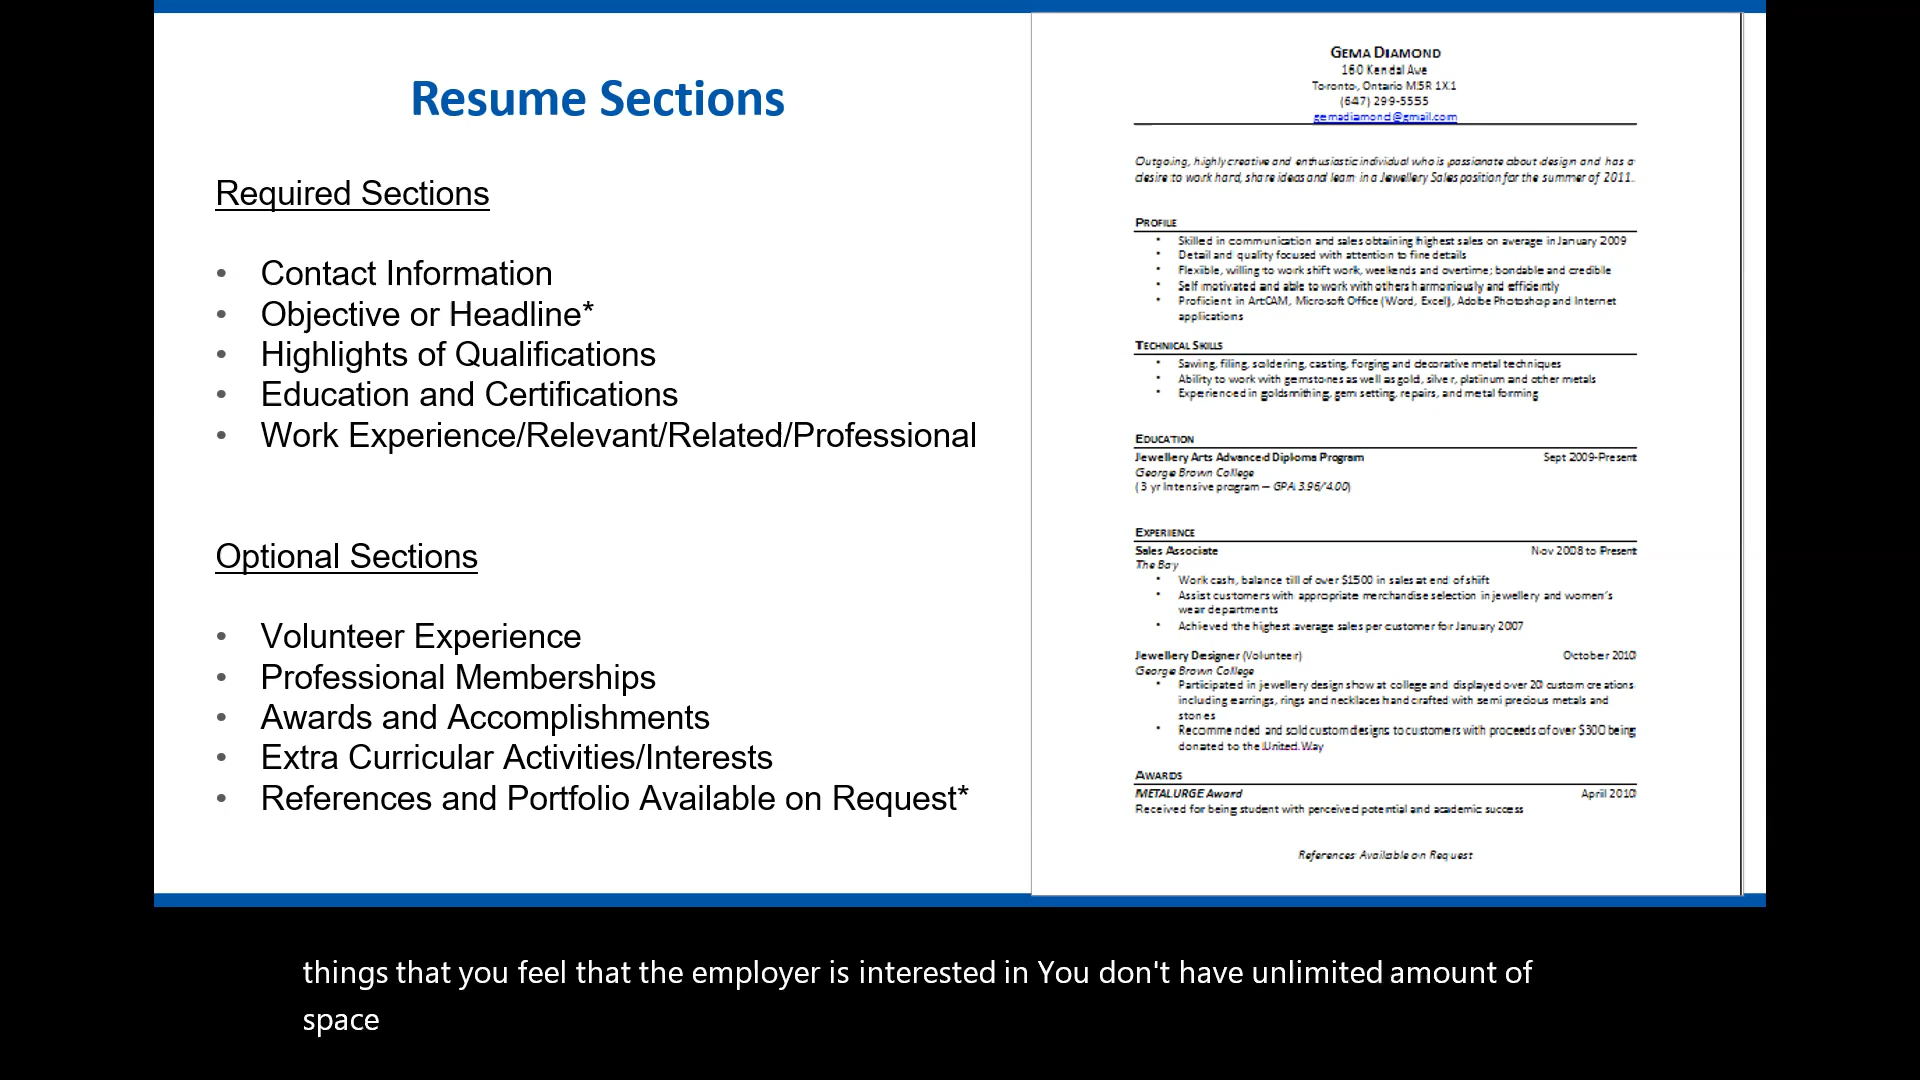 Resume Sections
Required Sections
• Contact Information
• Objective or Headline*
• Highlights of Qualifications
• Education and Certifications
• Work Experience/Relevant/Related/Professional
Optional Sections
• Volunteer Experience
• Professional Memberships
• Awards and Accomplishments
• Extra Curricular Activities/Interests
• References and Portfolio Available on Request*
GEMA DIAMOND
160 Kendal Ave
Toronto, Ontario M5R 1X1
(647) 299-5555
gemadiamond@gmail.com
Outgoing, highly creative and enthusiastic individual who is passionate about design and has a
desire to work hard, share ideas and learn in a Jewellery Sales position for the summer of 2011.
PROFILE
• Skilled in communication and sales obtaining highest sales on average in January 2009
• Detail and quality focused with attention to fine details
• Flexible, willing to work shift work, weekends and overtime; bondable and credible
• Self motivated and able to work with others harmoniously and efficiently
• Proficient in ArtCAM, Microsoft Office (Word, Excel), Adobe Photoshop and Internet
applications
TECHNICAL SKILLS
• Sawing, filing, soldering, casting, forging and decorative metal techniques
• Ability to work with gemstones as well as gold, silver, platinum and other metals
• Experienced in goldsmithing, gem setting, repairs, and metal forming
EDUCATION
Jewellery Arts Advanced Diploma Program Sept 2009-Present
George Brown College
(3 yr Intensive program – GPA 3.96/4.00)
EXPERIENCE
Sales Associate Nov 2008 to Present
The Bay
• Work cash, balance till of over $1500 in sales at end of shift
• Assist customers with appropriate merchandise selection in jewellery and women's
wear departments
• Achieved the highest average sales per customer for January 2007
Jewellery Designer (Volunteer) October 2010
George Brown College
• Participated in jewellery design show at college and displayed over 20 custom creations
including earrings, rings and necklaces hand crafted with semi precious metals and
stones
• Recommended and sold custom designs to customers with proceeds of over $300 being
donated to the United Way
AWARDS
METALURGE Award April 2010
Received for being student with perceived potential and academic success
References Available on Request
things that you feel that the employer is interested in You don't have unlimited amount of
space